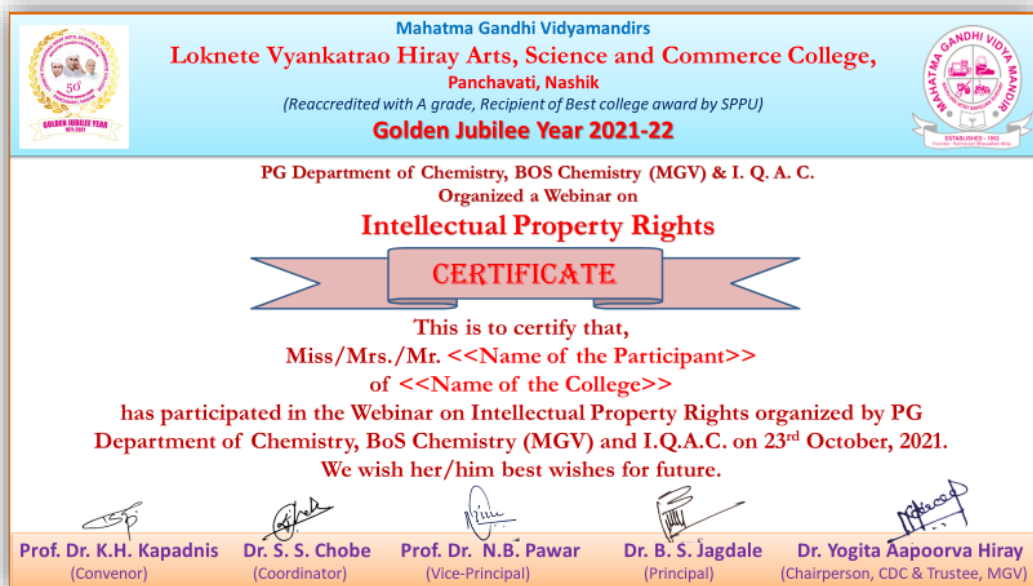 Mahatma Gandhi Vidyamandirs
Loknete Vyankatrao Hiray Arts, Science and Commerce College,
Panchavati, Nashik
(Reaccredited with A grade, Recipient of Best college award by SPPU)
Golden Jubilee Year 2021-22
50
GOLDEN JUBILEE YEAR
1971-2021
MAHATMA GANDHI VIDYA MANDIR
ESTABLISHED - 1952
PG Department of Chemistry, BOS Chemistry (MGV) & I. Q. A. C.
Organized a Webinar on
Intellectual Property Rights
CERTIFICATE
This is to certify that,
Miss/Mrs./Mr. <<Name of the Participant>>
of <<Name of the College>>
has participated in the Webinar on Intellectual Property Rights organized by PG
Department of Chemistry, BoS Chemistry (MGV) and I.Q.A.C. on 23rd October, 2021.
We wish her/him best wishes for future.
Prof. Dr. K.H. Kapadnis Dr. S. S. Chobe Prof. Dr. N.B. Pawar Dr. B. S. Jagdale Dr. Yogita Aapoorva Hiray
(Convenor) (Coordinator) (Vice-Principal) (Principal) (Chairperson, CDC & Trustee, MGV)